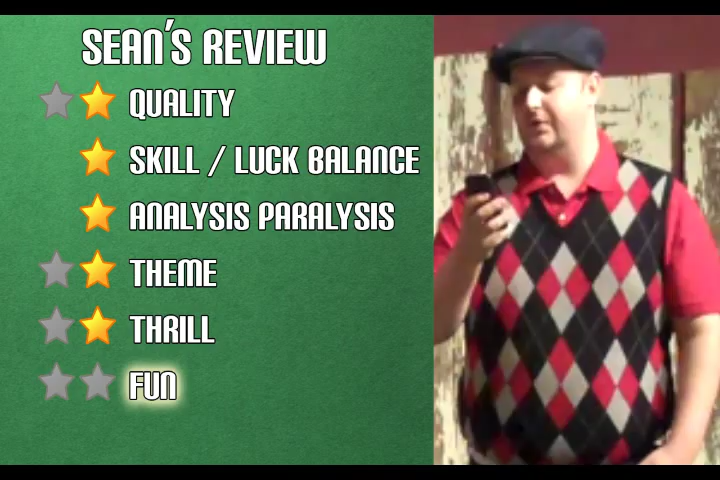 SEAN'S REVIEW
QUALITY
SKILL / LUCK BALANCE
ANALYSIS PARALYSIS
THEME
THRILL
FUN